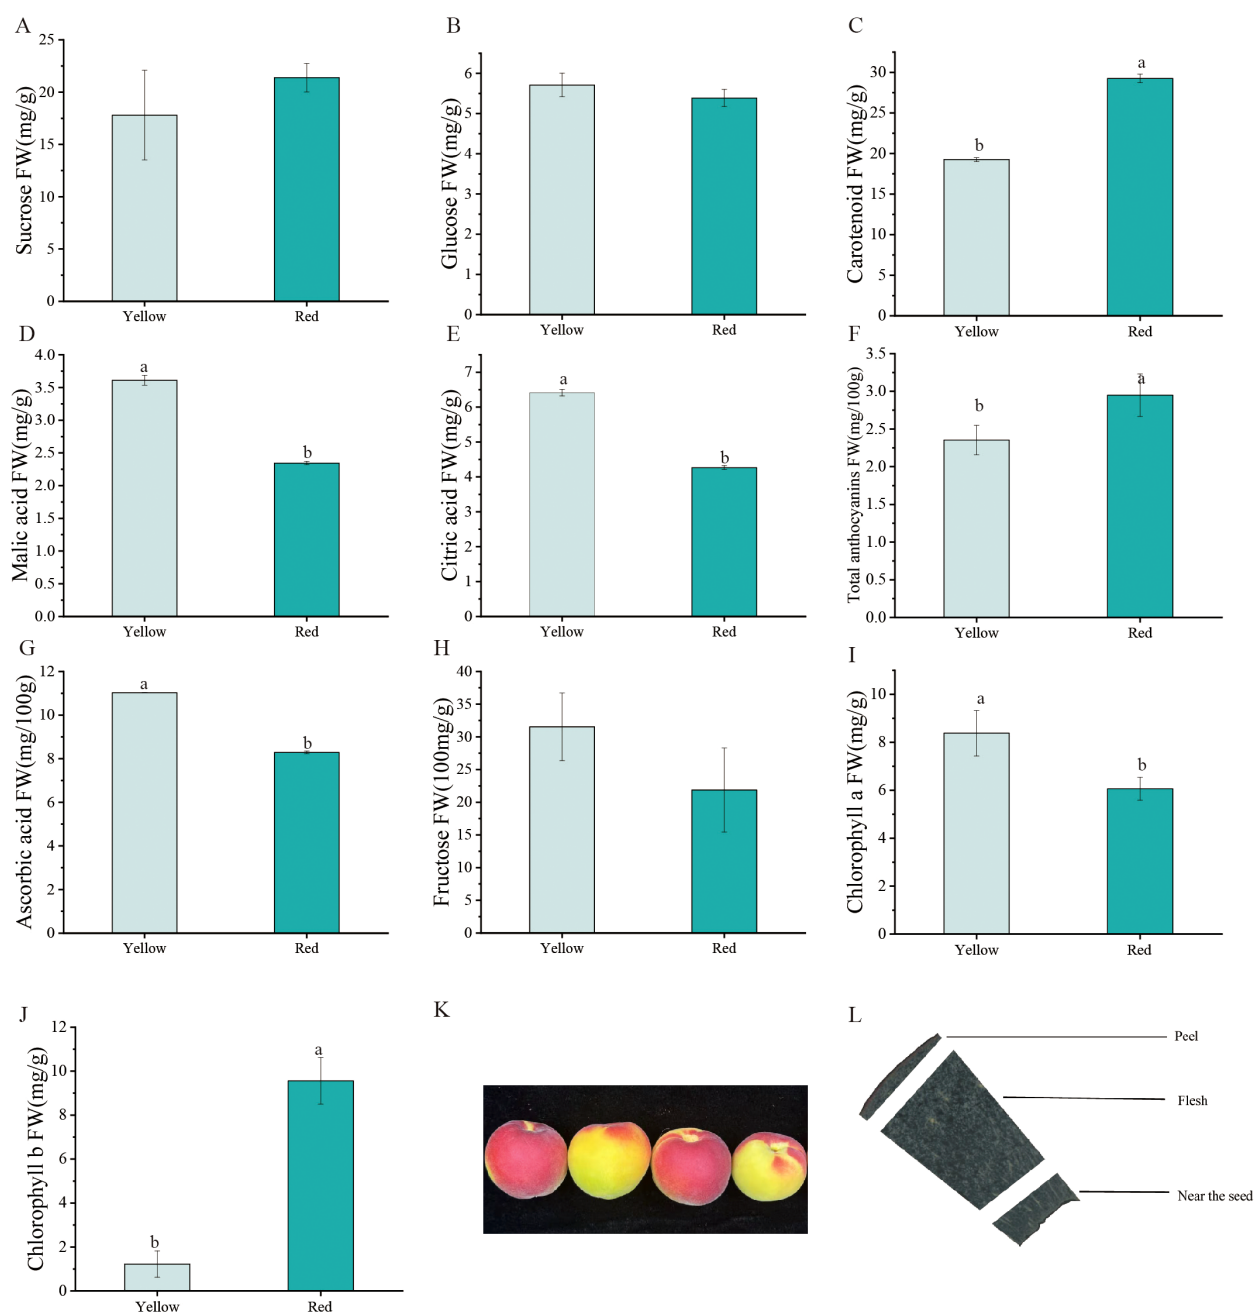 A
Sucrose FW(mg/g)
25
20
15
10
5
0
Yellow
Red
B
Glucose FW(mg/g)
6
5
4
3
2
1
0
Yellow
Red
C
Carotenoid FW(mg/g)
30
25
20
15
10
5
0
b
a
Yellow
Red
D
Malic acid FW(mg/g)
4.0
3.5
3.0
2.5
2.0
1.5
1.0
0.5
0.0
a
b
Yellow
Red
E
Citric acid FW(mg/g)
7
6
5
4
3
2
1
0
a
b
Yellow
Red
F
Total anthocyanins FW(mg/100g)
3.5
3.0
2.5
2.0
1.5
1.0
0.5
0.0
b
a
Yellow
Red
G
Ascorbic acid FW(mg/100g)
12
10
8
6
4
2
0
a
b
Yellow
Red
H
Fructose FW(100mg/g)
40
35
30
25
20
15
10
5
0
Yellow
Red
I
Chlorophyll a FW(mg/g)
10
8
6
4
2
0
a
b
Yellow
Red
J
Chlorophyll b FW(mg/g)
12
10
8
6
4
2
0
b
a
Yellow
Red
K
L
Peel
Flesh
Near the seed